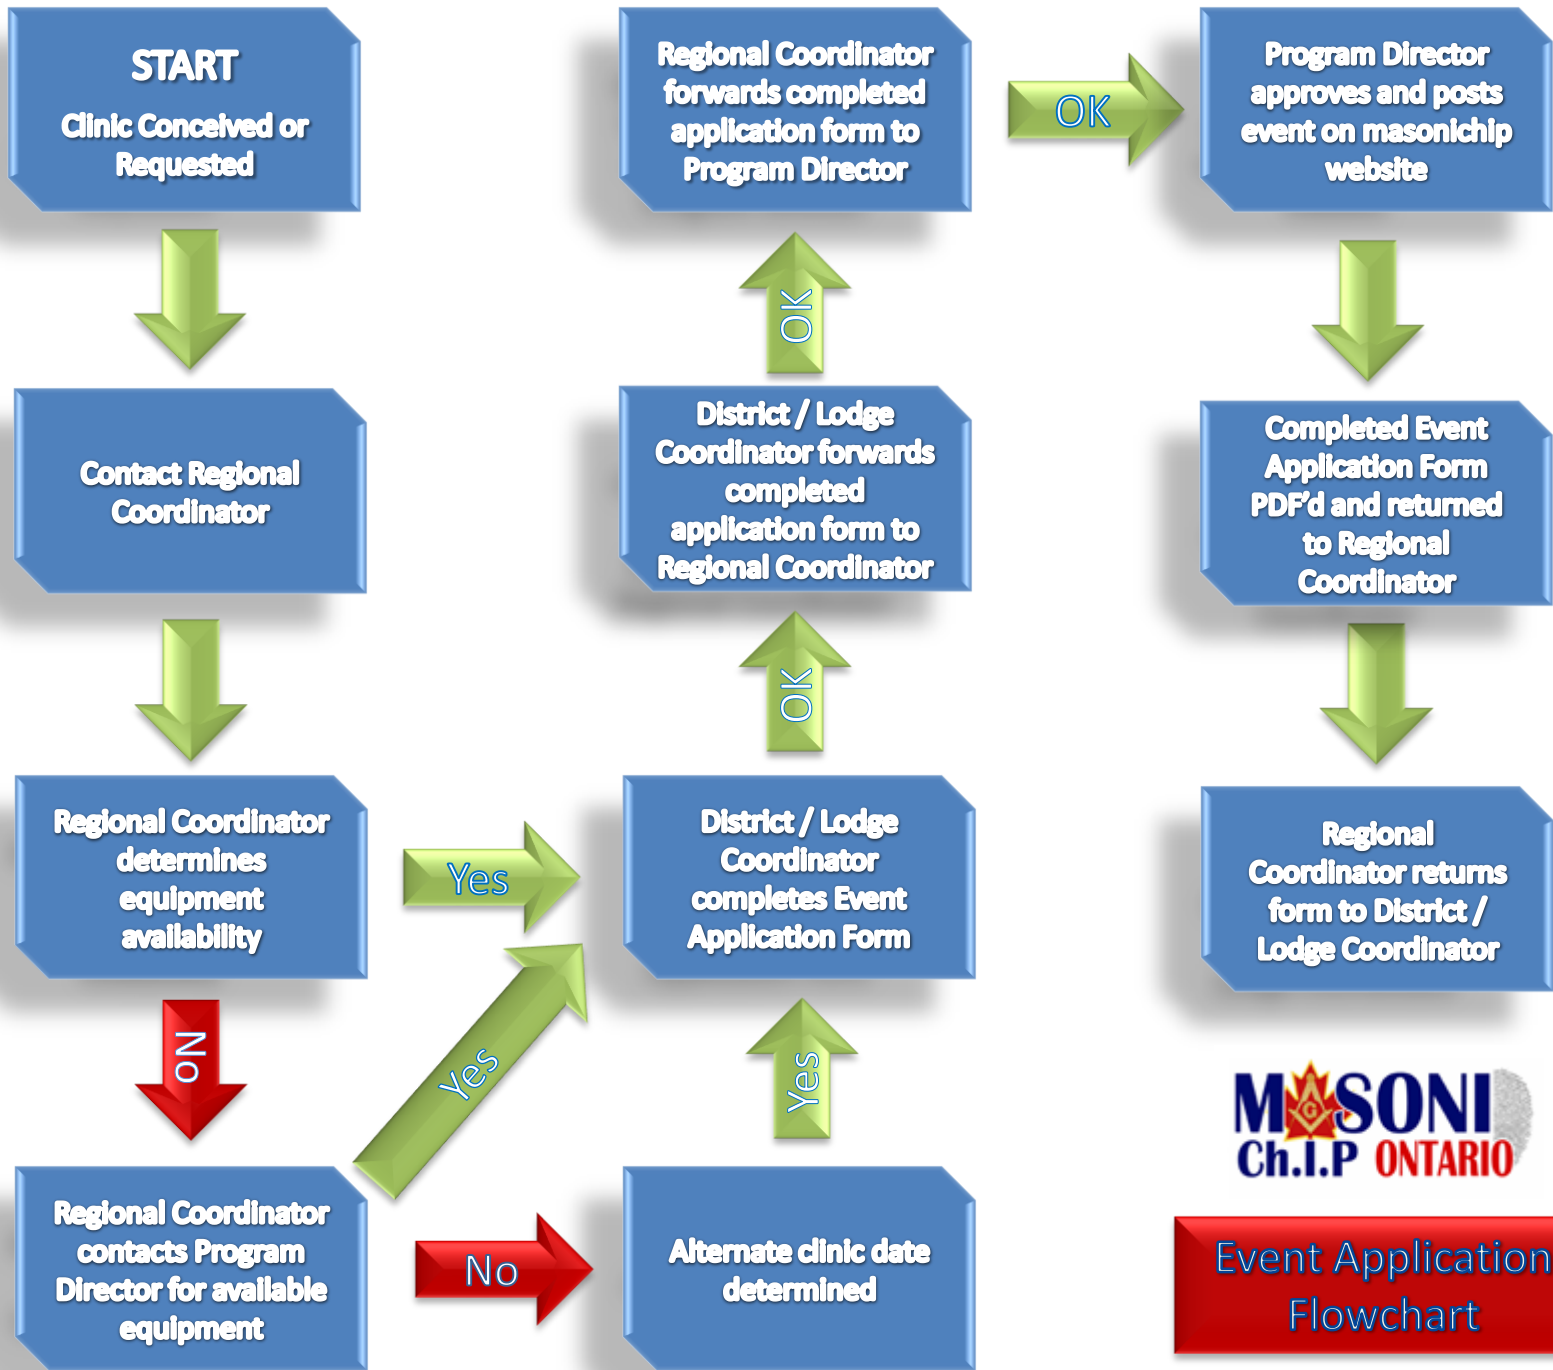 START
Clinic Conceived or
Requested
Contact Regional
Coordinator
Regional Coordinator
determines
equipment
availability
Yes
No
Regional Coordinator
contacts Program
Director for available
equipment
Yes
No
Alternate clinic date
determined
Yes
District / Lodge
Coordinator
completes Event
Application Form
OK
District / Lodge
Coordinator forwards
completed
application form to
Regional Coordinator
OK
Regional Coordinator
forwards completed
application form to
Program Director
OK
Program Director
approves and posts
event on masonichip
website
Completed Event
Application Form
PDF’d and returned
to Regional
Coordinator
Regional
Coordinator returns
form to District /
Lodge Coordinator
MASONI
G
Ch.I.P ONTARIO
Event Application
Flowchart